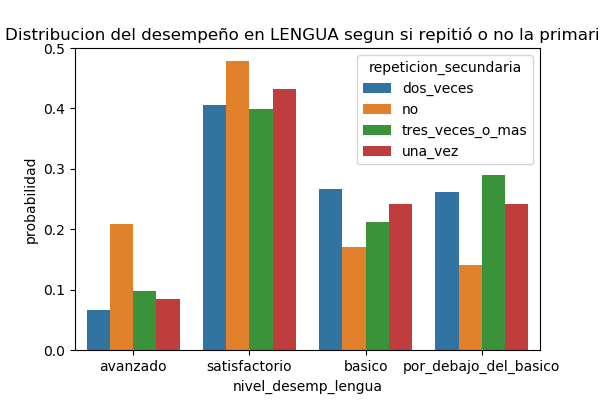 Distribucion del desempeño en LENGUA segun si repitió o no la primari
0.5
0.4
0.3
0.2
0.1
0.0
probabilidad
repeticion_secundaria
dos_veces
no
tres_veces_o_mas
una_vez
avanzado
satisfactorio
basico
por_debajo_del_basico
nivel_desemp_lengua